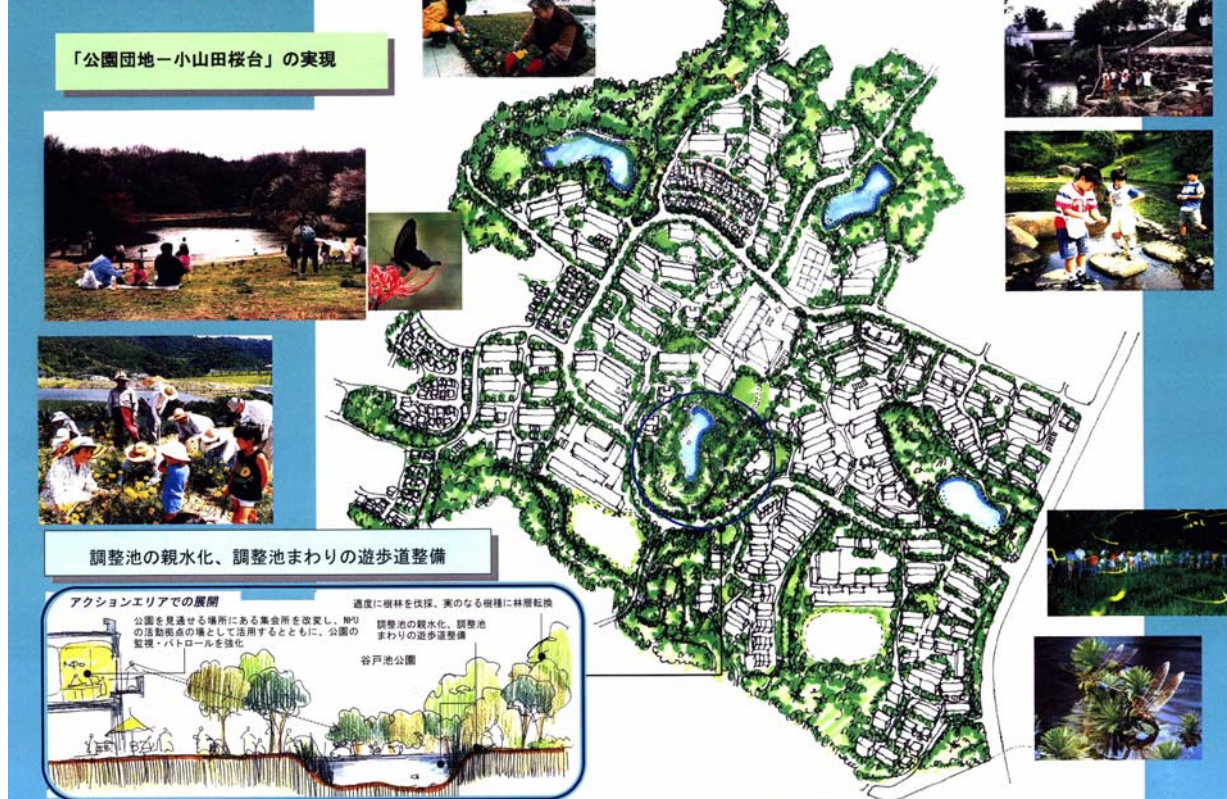 「公園団地－小山田桜台」の実現
調整池の親水化、調整池まわりの遊歩道整備
アクションエリアでの展開
公園を見通せる場所にある集会所を改変し、NPO
の活動拠点の場として活用するとともに、公園の
監視・パトロールを強化
適度に樹林を伐採、実のなる樹種に林層転換
調整池の親水化、調整池
まわりの遊歩道整備
谷戸池公園
NPO